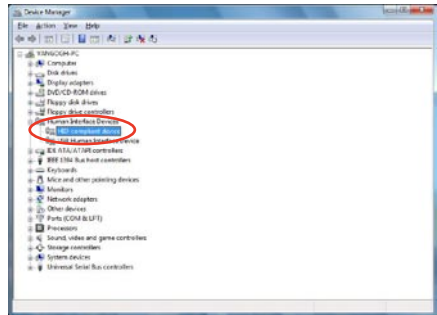 Device Manager
File Action View Help
VANGOGH-PC
Computer
Disk drives
Display adapters
DVD/CD-ROM drives
Floppy disk drives
Floppy drive controllers
Human Interface Devices
HID-compliant device
USB Human Interface Device
IDE ATA/ATAPI controllers
IEEE 1394 Bus host controllers
Keyboards
Mice and other pointing devices
Monitors
Network adapters
Other devices
Ports (COM & LPT)
Processors
Sound, video and game controllers
Storage controllers
System devices
Universal Serial Bus controllers